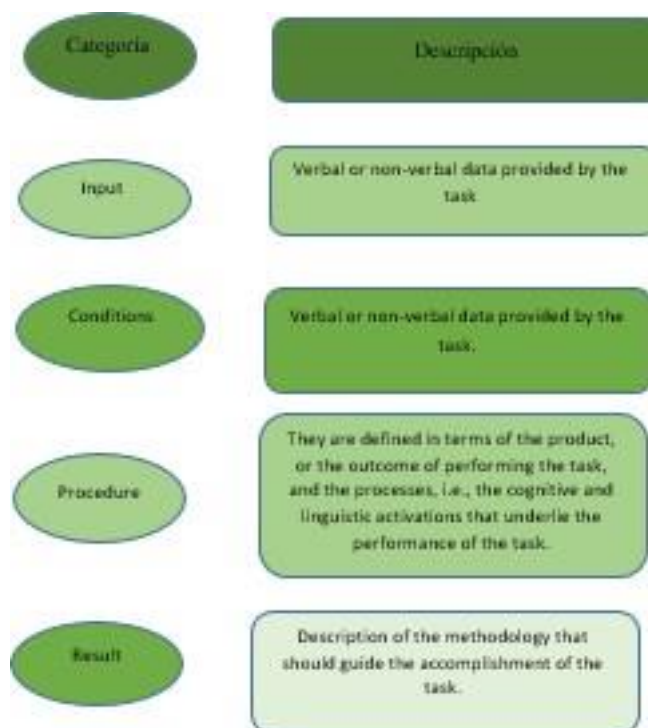 Categoría
Descripción
Input
Verbal or non-verbal data provided by the
task
Conditions
Verbal or non-verbal data provided by the
task.
Procedure
They are defined in terms of the product,
or the outcome of performing the task,
and the processes, i.e., the cognitive and
linguistic activations that underlie the
performance of the task.
Result
Description of the methodology that
should guide the accomplishment of the
task.